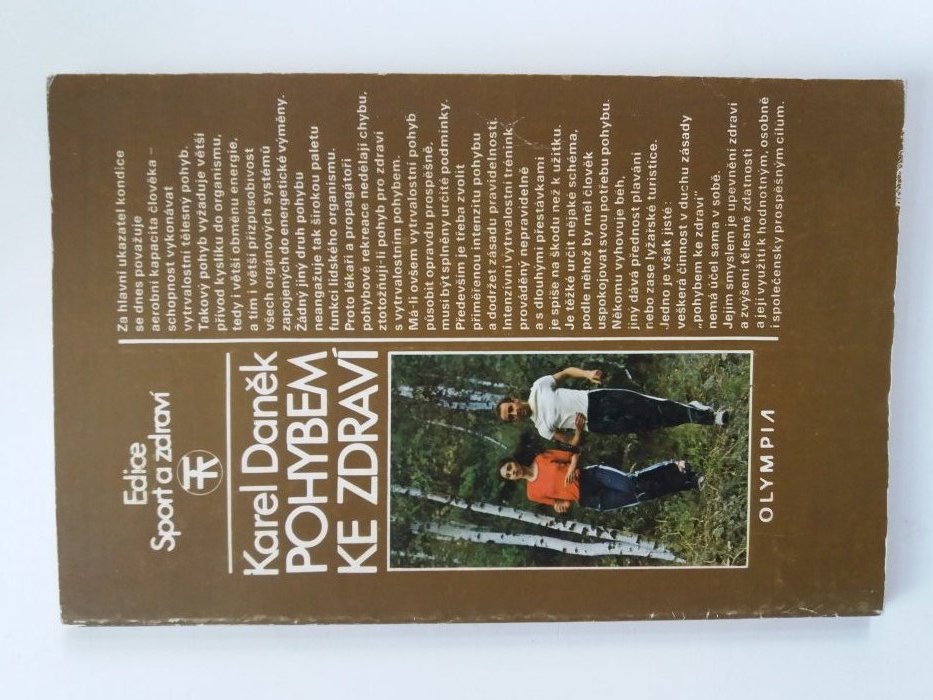 Edice
Sport a zdraví
Karel Daněk
POHYBEM
KE ZDRAVÍ
OLYMPIA
Za hlavní ukazatel kondice
se dnes považuje
aerobní kapacita člověka –
schopnost vykonávat
vytrvalostní tělesný pohyb.
Takový pohyb vyžaduje větší
přívod kyslíku do organismu,
tedy i větší obměnu energie,
a tím i větší přizpůsobivost
všech orgánových systémů
zapojených do energetické výměny.
Žádný jiný druh pohybu
neangažuje tak širokou paletu
funkcí lidského organismu.
Proto lékaři a propagátoři
pohybové rekreace nedělají chybu,
ztotožňují-li pohyb pro zdraví
s vytrvalostním pohybem.
Má-li ovšem vytrvalostní pohyb
působit opravdu prospěšně,
musí být splněny určité podmínky.
Především je třeba zvolit
přiměřenou intenzitu pohybu
a dodržet zásadu pravidelnosti.
Intenzívní vytrvalostní trénink,
prováděný nepravidelně
a s dlouhými přestávkami
je spíše na škodu než k užitku.
Je těžké určit nějaké schéma,
podle něhož by měl člověk
uspokojovat svou potřebu pohybu.
Někomu vyhovuje běh,
jiný dává přednost plavání
nebo zase lyžařské turistice.
Jedno je však jisté:
veškerá činnost v duchu zásady
„pohybem ke zdraví“
nemá účel sama v sobě.
Jejím smyslem je upevnění zdraví
a zvýšení tělesné zdatnosti
a její využití k hodnotným, osobně
i společensky prospěšným cílům.